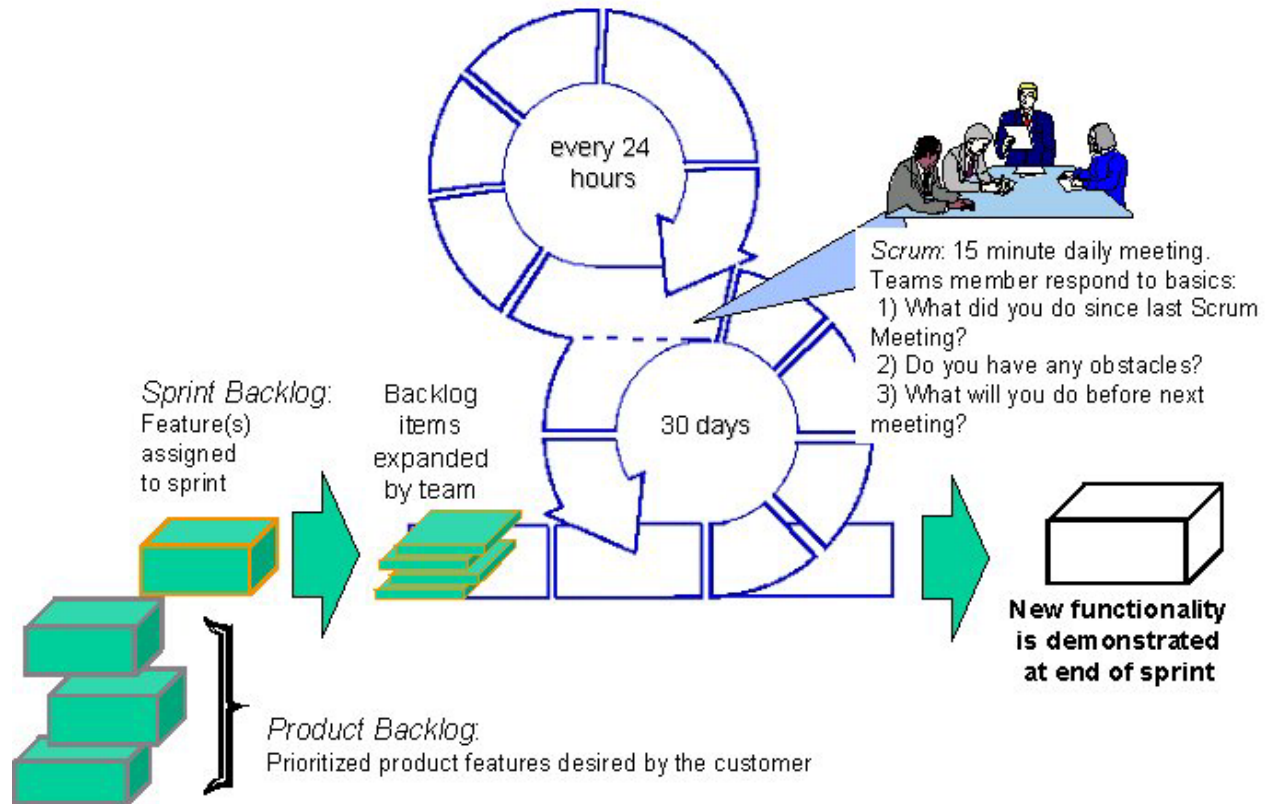 every 24
hours
Scrum: 15 minute daily meeting.
Teams member respond to basics:
1) What did you do since last Scrum
Meeting?
2) Do you have any obstacles?
3) What will you do before next
meeting?
Sprint Backlog:
Feature(s)
assigned
to sprint
Backlog
items
expanded
by team
30 days
New functionality
is demonstrated
at end of sprint
Product Backlog:
Prioritized product features desired by the customer